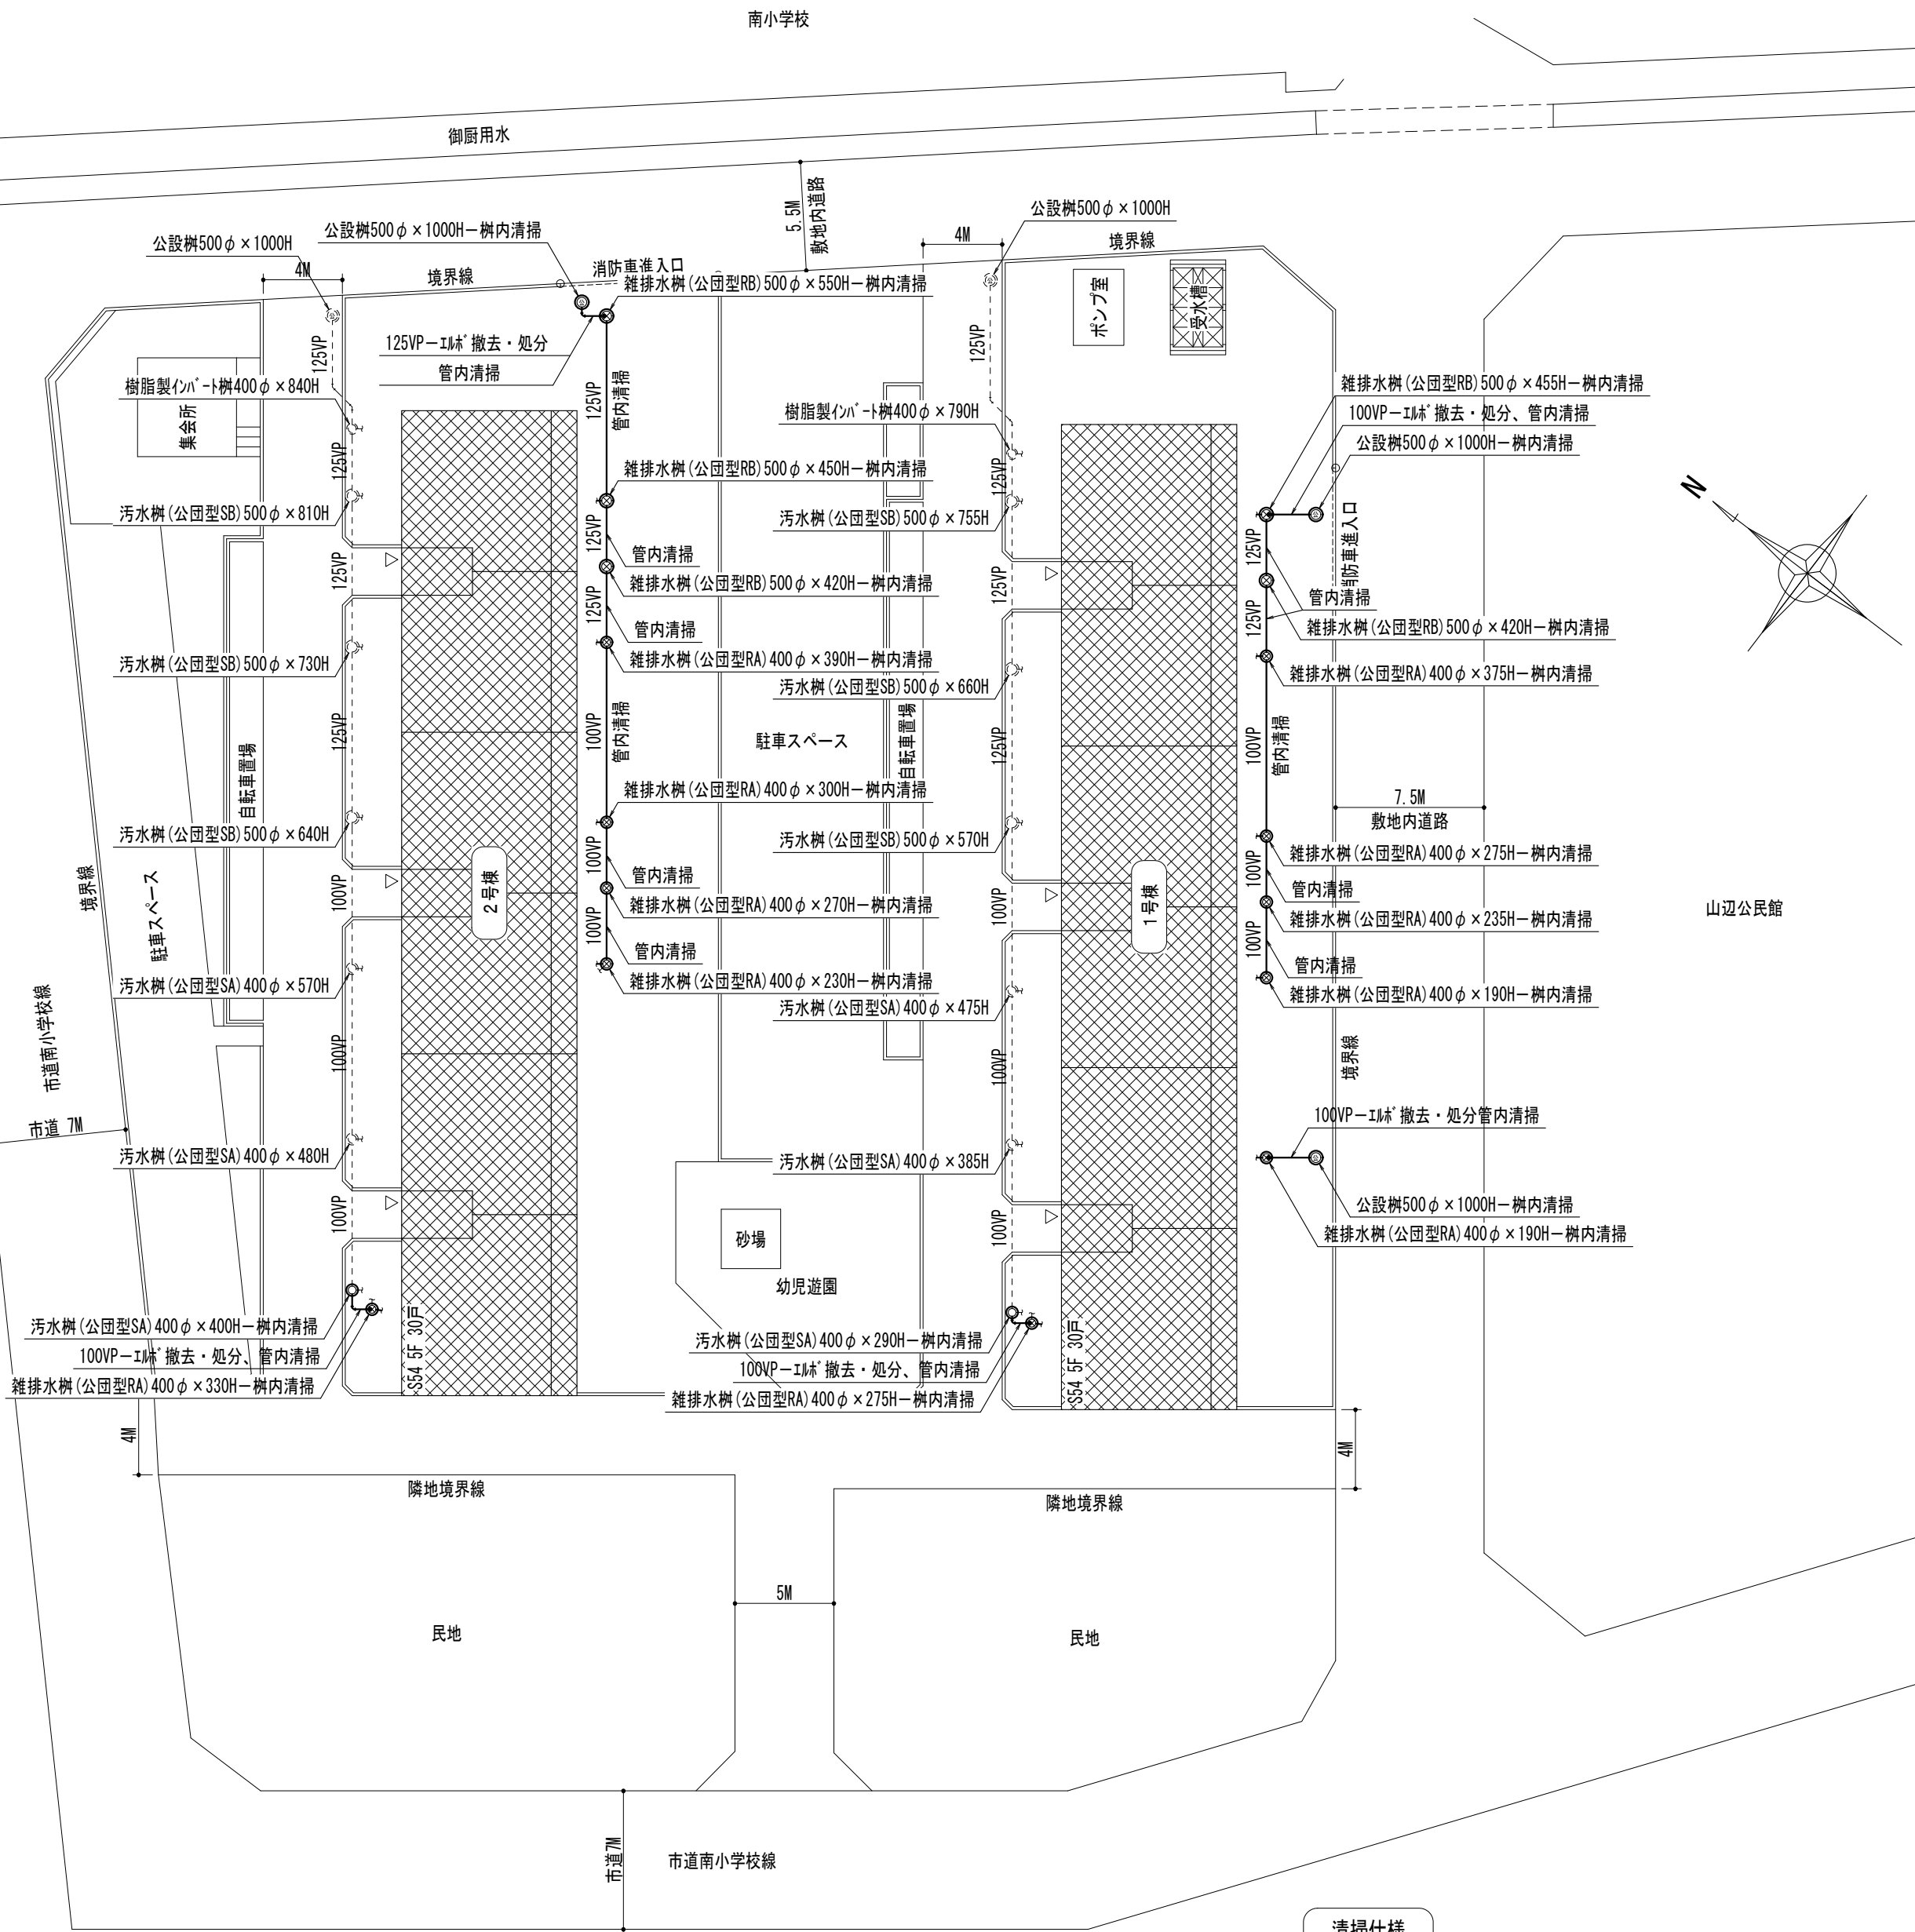 南小学校
御厨用水
5.5M
敷地内道路
公設桝500φ×1000H
公設桝500φ×1000H－桝内清掃
公設桝500φ×1000H
4M
4M
境界線
境界線
消防車進入口
雑排水桝(公団型RB)500φ×550H－桝内清掃
125VP－ｴﾙﾎﾞ撤去・処分
管内清掃
125VP
125VP
ポンプ室
受水槽
樹脂製ｲﾝﾊﾞｰﾄ桝400φ×840H
集会所
125VP
管内清掃
樹脂製ｲﾝﾊﾞｰﾄ桝400φ×790H
雑排水桝(公団型RB)500φ×455H－桝内清掃
100VP－ｴﾙﾎﾞ撤去・処分、管内清掃
公設桝500φ×1000H－桝内清掃
125VP
雑排水桝(公団型RB)500φ×450H－桝内清掃
125VP
N
汚水桝(公団型SB)500φ×810H
汚水桝(公団型SB)500φ×755H
消防車進入口
125VP
125VP
管内清掃
雑排水桝(公団型RB)500φ×420H－桝内清掃
125VP
125VP
管内清掃
雑排水桝(公団型RB)500φ×420H－桝内清掃
125VP
管内清掃
125VP
汚水桝(公団型SB)500φ×730H
雑排水桝(公団型RA)400φ×390H－桝内清掃
汚水桝(公団型SB)500φ×660H
雑排水桝(公団型RA)400φ×375H－桝内清掃
125VP
自転車置場
100VP
管内清掃
駐車スペース
自転車置場
125VP
100VP
管内清掃
雑排水桝(公団型RA)400φ×300H－桝内清掃
7.5M
敷地内道路
汚水桝(公団型SB)500φ×640H
汚水桝(公団型SB)500φ×570H
雑排水桝(公団型RA)400φ×275H－桝内清掃
境界線
駐車スペース
100VP
2号棟
100VP
管内清掃
雑排水桝(公団型RA)400φ×270H－桝内清掃
100VP
1号棟
100VP
管内清掃
雑排水桝(公団型RA)400φ×235H－桝内清掃
山辺公民館
100VP
管内清掃
雑排水桝(公団型RA)400φ×230H－桝内清掃
100VP
管内清掃
雑排水桝(公団型RA)400φ×190H－桝内清掃
汚水桝(公団型SA)400φ×570H
汚水桝(公団型SA)400φ×475H
市道南小学校線
100VP
100VP
境界線
市道 7M
100VP－ｴﾙﾎﾞ撤去・処分管内清掃
汚水桝(公団型SA)400φ×480H
汚水桝(公団型SA)400φ×385H
公設桝500φ×1000H－桝内清掃
雑排水桝(公団型RA)400φ×190H－桝内清掃
100VP
100VP
砂場
幼児遊園
汚水桝(公団型SA)400φ×400H－桝内清掃
100VP－ｴﾙﾎﾞ撤去・処分、管内清掃
雑排水桝(公団型RA)400φ×330H－桝内清掃
S54 5F 30戸
汚水桝(公団型SA)400φ×290H－桝内清掃
100VP－ｴﾙﾎﾞ撤去・処分、管内清掃
雑排水桝(公団型RA)400φ×275H－桝内清掃
S54 5F 30戸
4M
4M
隣地境界線
隣地境界線
5M
民地
民地
市道7M
市道南小学校線
清掃仕様